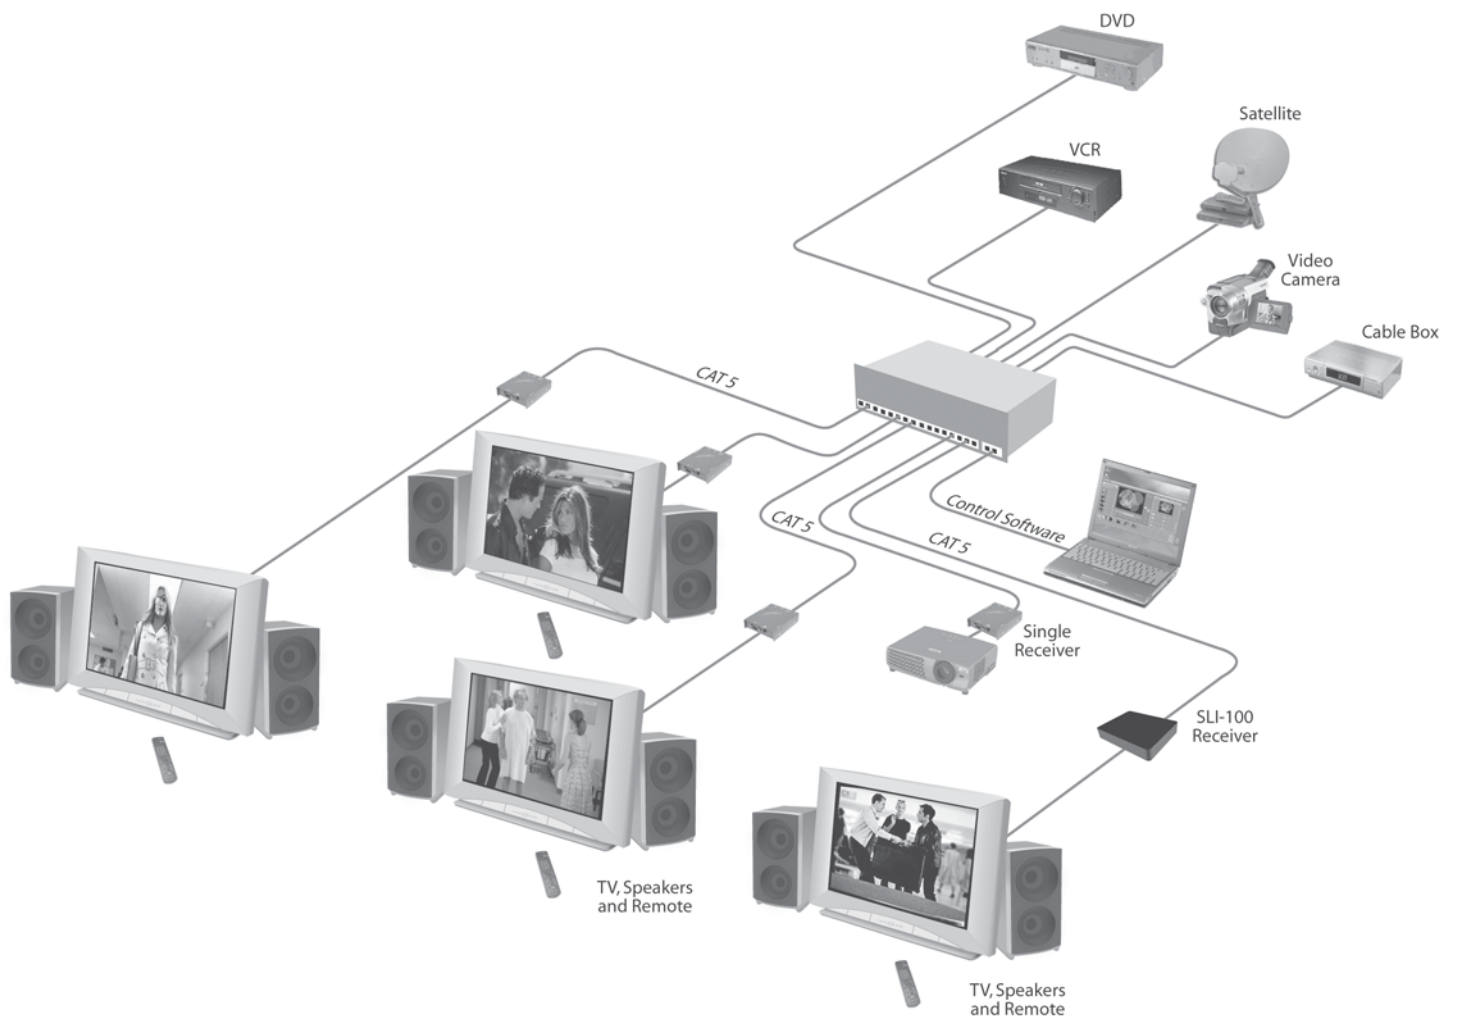 DVD
Satellite
VCR
Video
Camera
Cable Box
CAT 5
CAT 5
Control Software
CAT 5
Single
Receiver
SLI-100
Receiver
TV, Speakers
and Remote
TV, Speakers
and Remote